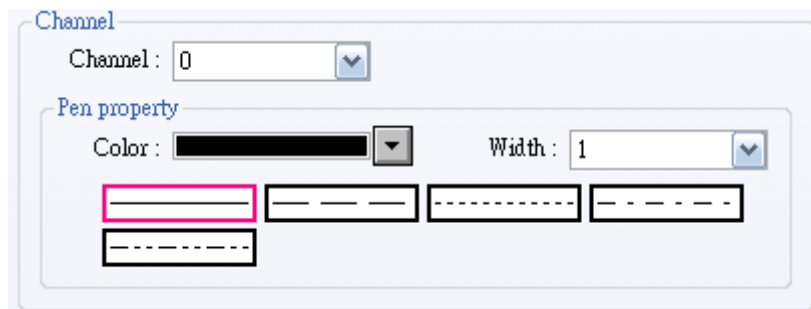 Channel
Channel : 0
Pen property
Color : Width : 1